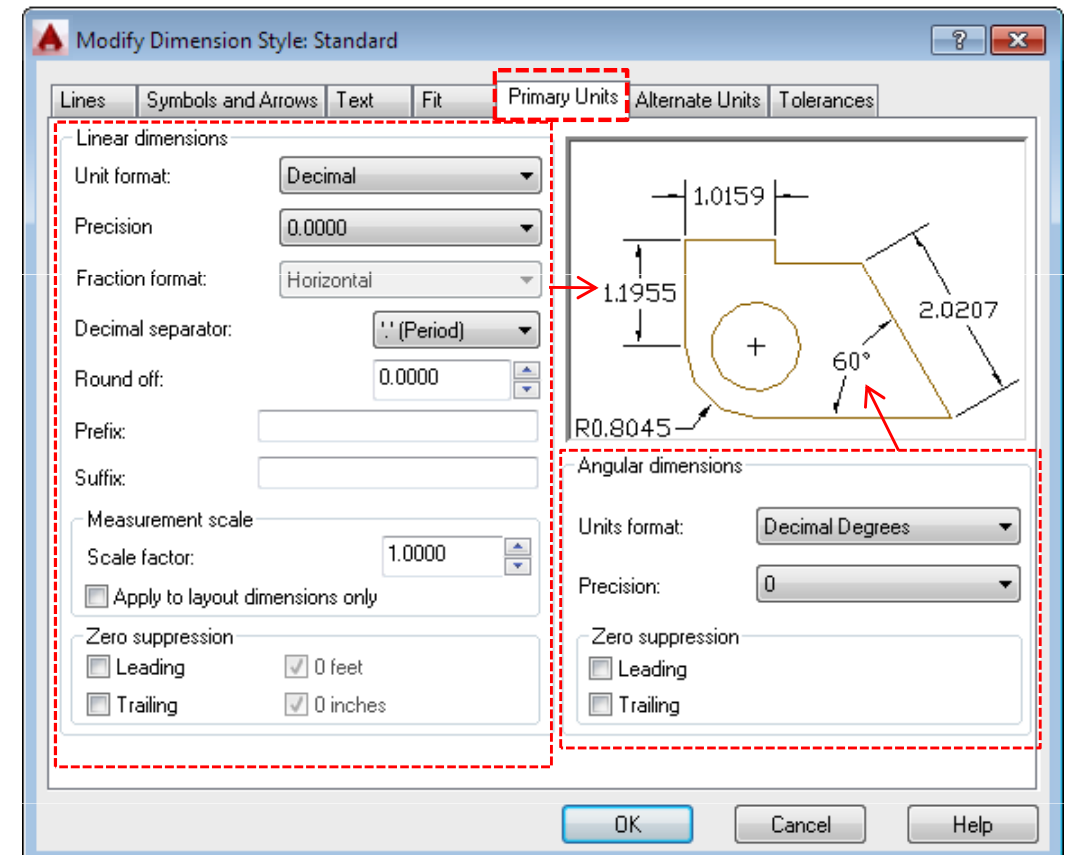 Modify Dimension Style: Standard
?
Lines Symbols and Arrows Text Fit Primary Units Alternate Units Tolerances
Linear dimensions
Unit format: Decimal
Precision 0.0000
Fraction format: Horizontal
Decimal separator: '.' (Period)
Round off: 0.0000
Prefix:
Suffix:
Measurement scale
Scale factor: 1.0000
Apply to layout dimensions only
Zero suppression
Leading 0 feet
Trailing 0 inches
1.0159
1.1955
2.0207
60°
R0.8045
Angular dimensions
Units format: Decimal Degrees
Precision: 0
Zero suppression
Leading
Trailing
OK Cancel Help